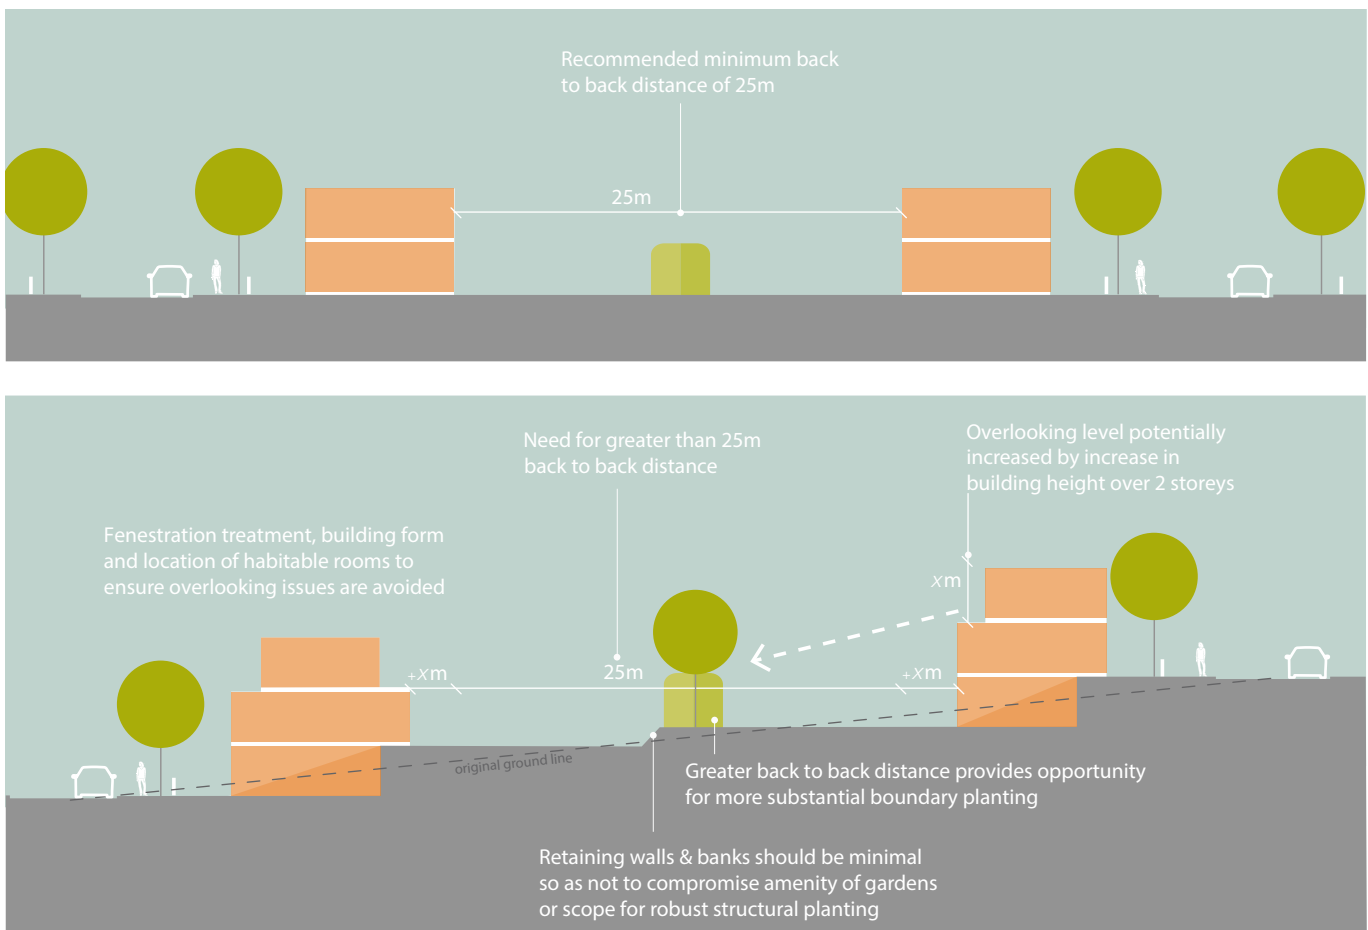 Recommended minimum back
to back distance of 25m
25m
Need for greater than 25m
back to back distance
Overlooking level potentially
increased by increase in
building height over 2 storeys
Fenestration treatment, building form
and location of habitable rooms to
ensure overlooking issues are avoided
xm
+xm
25m
+xm
original ground line
Greater back to back distance provides opportunity
for more substantial boundary planting
Retaining walls & banks should be minimal
so as not to compromise amenity of gardens
or scope for robust structural planting